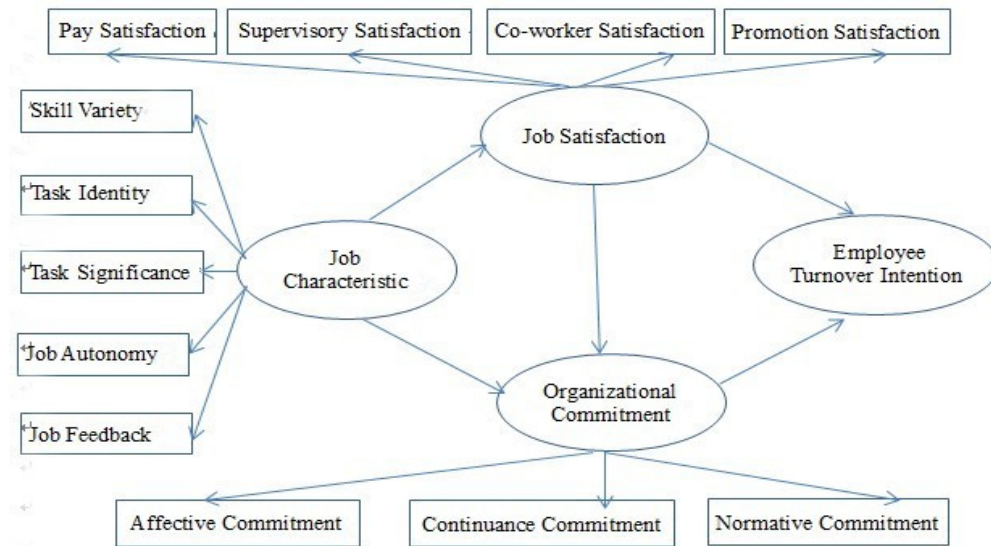 Pay Satisfaction
Supervisory Satisfaction
Co-worker Satisfaction
Promotion Satisfaction
Skill Variety
Task Identity
Task Significance
Job Autonomy
Job Feedback
Job
Characteristic
Job Satisfaction
Employee
Turnover Intention
Organizational
Commitment
Affective Commitment
Continuance Commitment
Normative Commitment